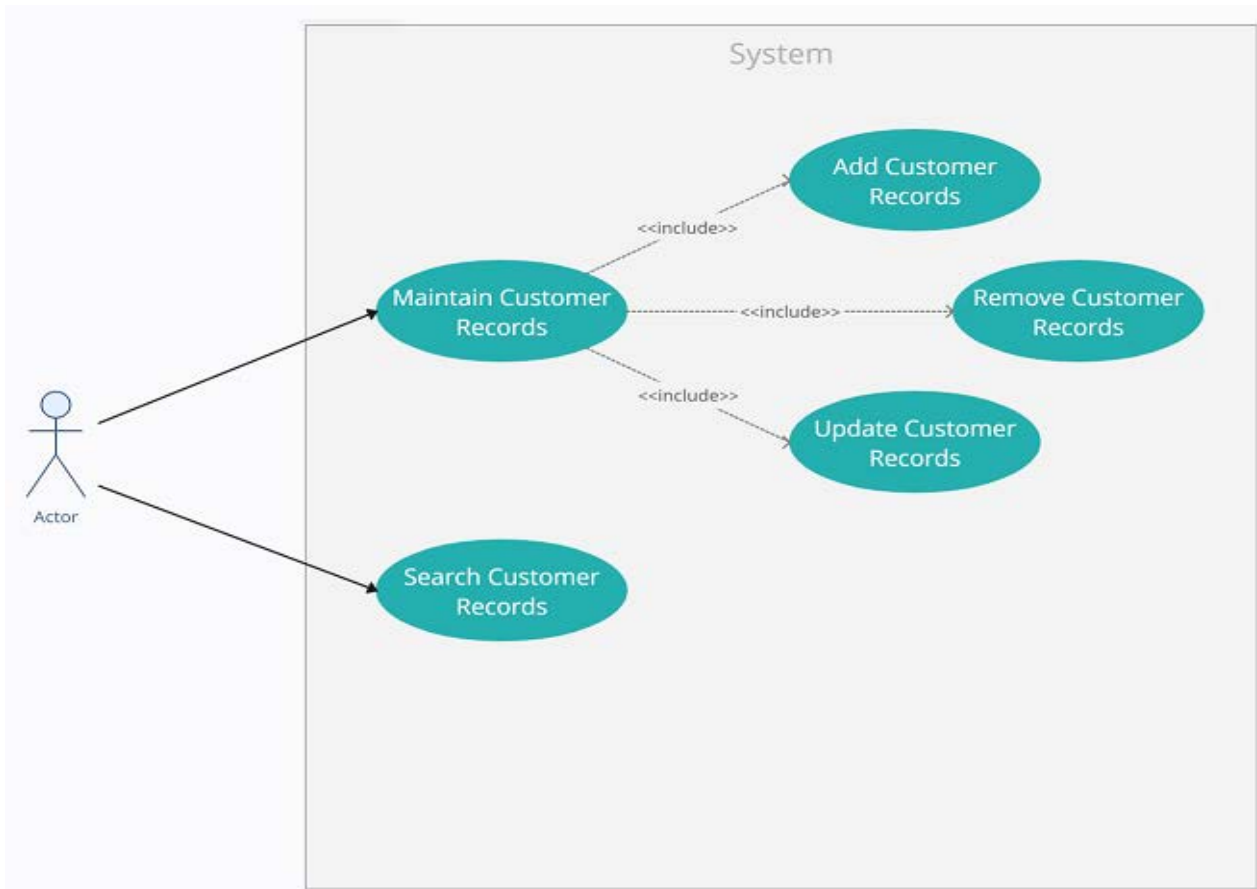 System
Add Customer
Records
<<include>>
Maintain Customer
Records
<<include>>
Remove Customer
Records
<<include>>
Update Customer
Records
Actor
Search Customer
Records